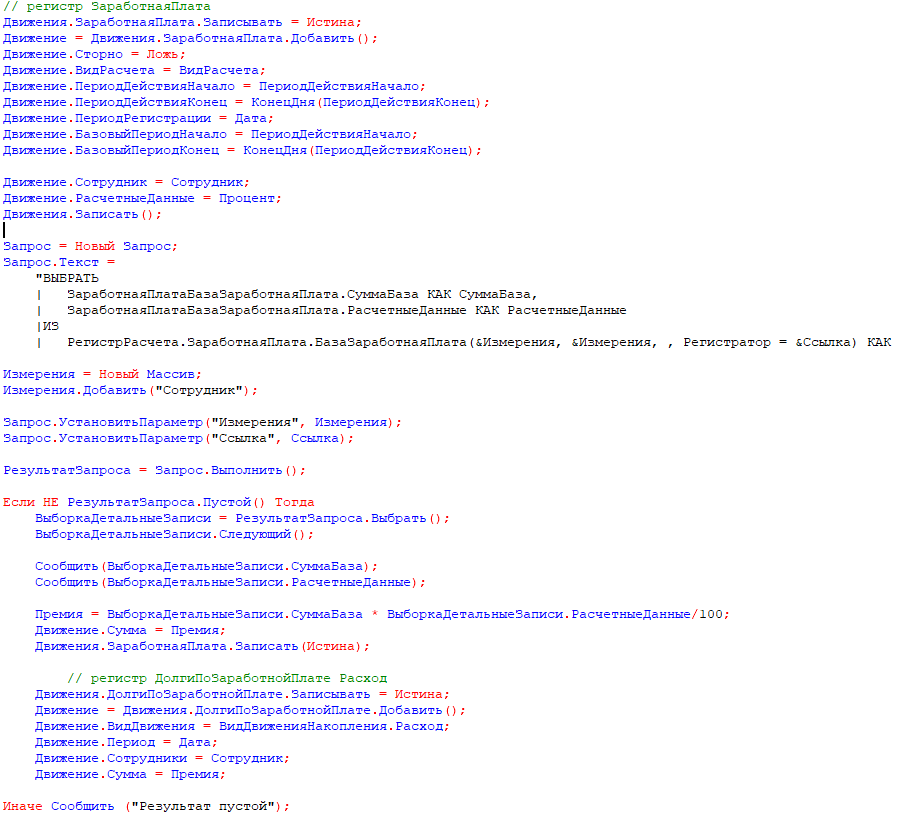 // регистр ЗаработнаяПлата
Движения.ЗаработнаяПлата.Записывать = Истина;
Движение = Движения.ЗаработнаяПлата.Добавить();
Движение.Сторно = Ложь;
Движение.ВидРасчета = ВидРасчета;
Движение.ПериодДействияНачало = ПериодДействияНачало;
Движение.ПериодДействияКонец = КонецДня(ПериодДействияКонец);
Движение.ПериодРегистрации = Дата;
Движение.БазовыйПериодНачало = ПериодДействияНачало;
Движение.БазовыйПериодКонец = КонецДня(ПериодДействияКонец);
Движение.Сотрудник = Сотрудник;
Движение.РасчетныеДанные = Процент;
Движения.Записать();
Запрос = Новый Запрос;
Запрос.Текст =
"ВЫБРАТЬ
| ЗаработнаяПлатаБазаЗаработнаяПлата.СуммаБаза КАК СуммаБаза,
| ЗаработнаяПлатаБазаЗаработнаяПлата.РасчетныеДанные КАК РасчетныеДанные
|ИЗ
| РегистрРасчета.ЗаработнаяПлата.БазаЗаработнаяПлата(&Измерения, &Измерения, , Регистратор = &Ссылка) КАК
Измерения = Новый Массив;
Измерения.Добавить("Сотрудник");
Запрос.УстановитьПараметр("Измерения", Измерения);
Запрос.УстановитьПараметр("Ссылка", Ссылка);
РезультатЗапроса = Запрос.Выполнить();
Если НЕ РезультатЗапроса.Пустой() Тогда
ВыборкаДетальныеЗаписи = РезультатЗапроса.Выбрать();
ВыборкаДетальныеЗаписи.Следующий();
Сообщить(ВыборкаДетальныеЗаписи.СуммаБаза);
Сообщить(ВыборкаДетальныеЗаписи.РасчетныеДанные);
Премия = ВыборкаДетальныеЗаписи.СуммаБаза * ВыборкаДетальныеЗаписи.РасчетныеДанные/100;
Движение.Сумма = Премия;
Движения.ЗаработнаяПлата.Записать(Истина);
// регистр ДолгиПоЗаработнойПлате Расход
Движения.ДолгиПоЗаработнойПлате.Записывать = Истина;
Движение = Движения.ДолгиПоЗаработнойПлате.Добавить();
Движение.ВидДвижения = ВидДвиженияНакопления.Расход;
Движение.Период = Дата;
Движение.Сотрудники = Сотрудник;
Движение.Сумма = Премия;
Иначе Сообщить ("Результат пустой");